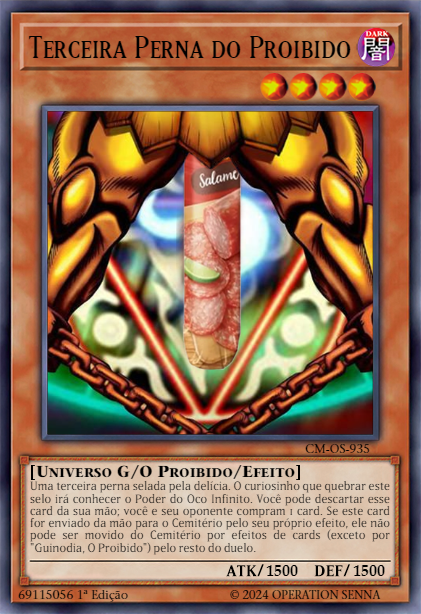 Terceira Perna do Proibido
DARK
闇
Salame
CM-OS-935
[Universo G/O Proibido/Efeito]
Uma terceira perna selada pela delícia. O curiosinho que quebrar este
selo irá conhecer o Poder do Oco Infinito. Você pode descartar esse
card da sua mão; você e seu oponente compram 1 card. Se este card
for enviado da mão para o Cemitério pelo seu próprio efeito, ele não
pode ser movido do Cemitério por efeitos de cards (exceto por
"Guinodia, O Proibido") pelo resto do duelo.
ATK/1500 DEF/1500
69115056 1ª Edição
© 2024 OPERATION SENNA